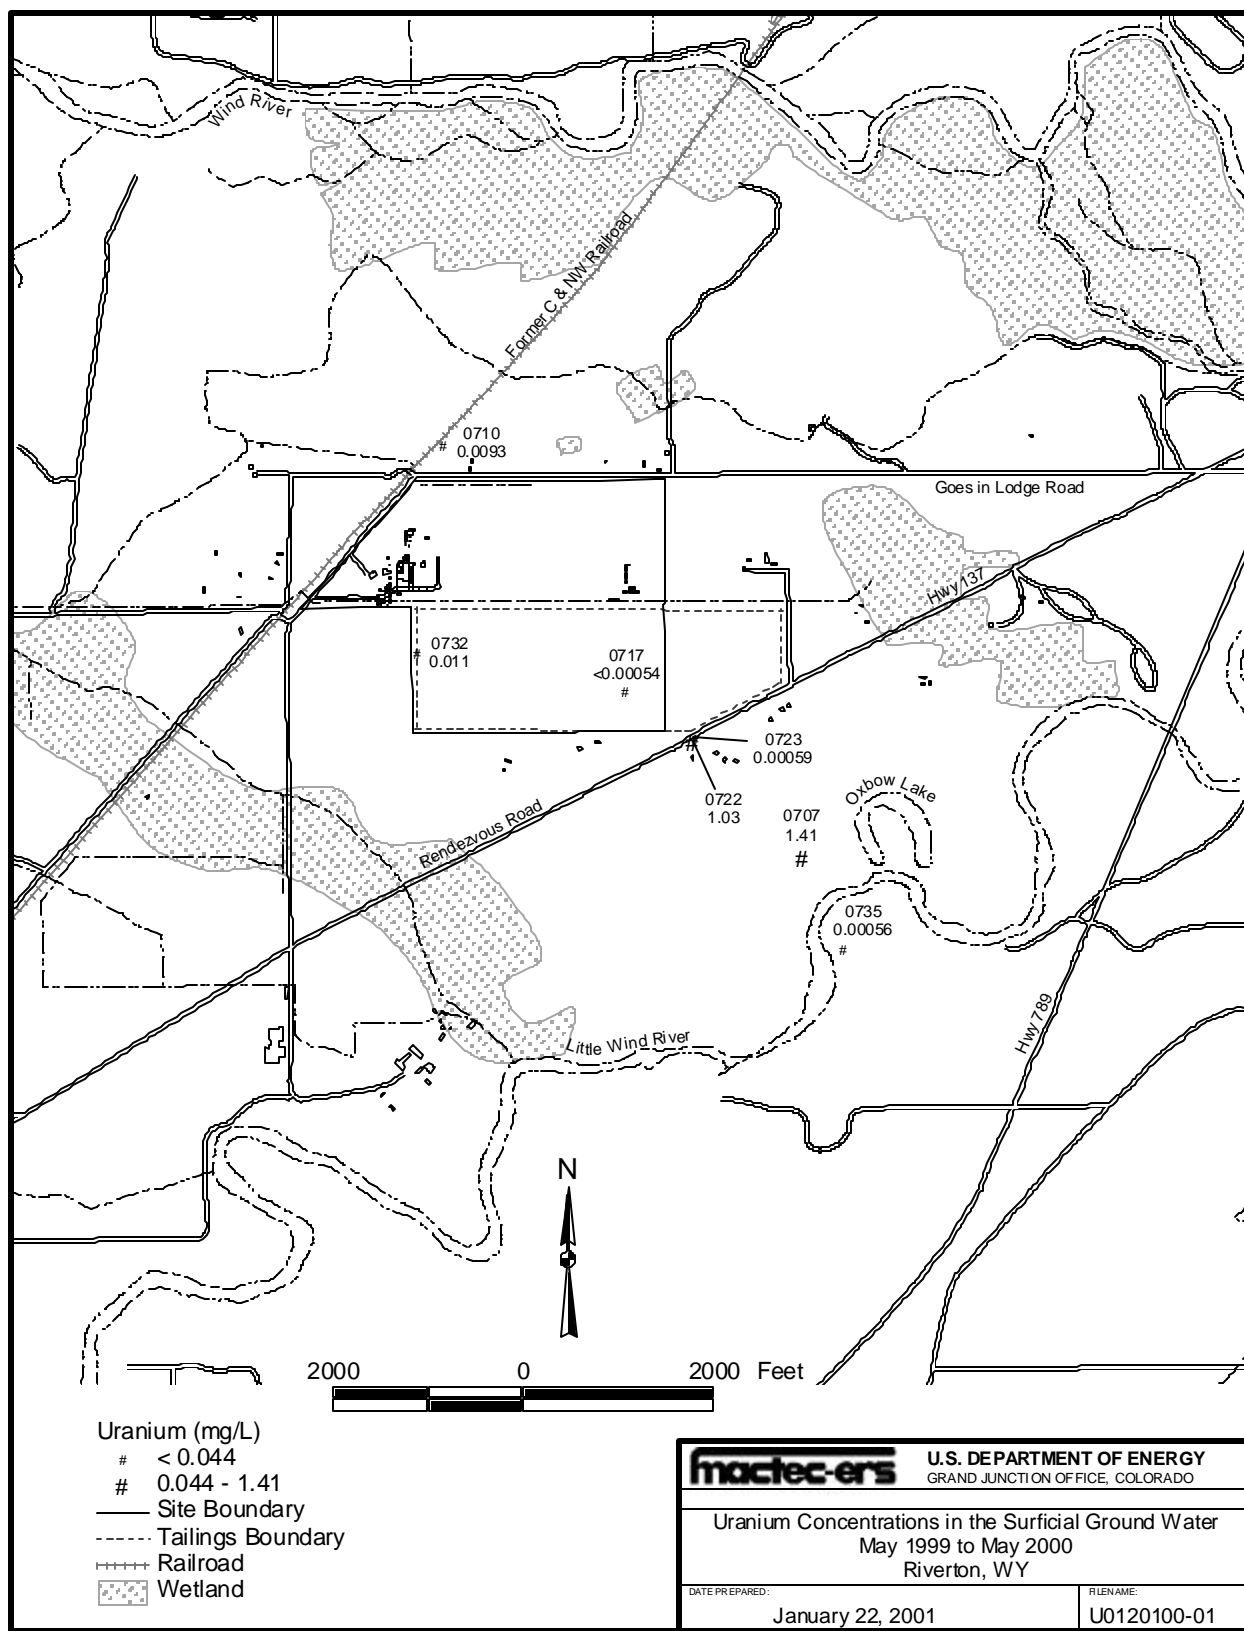 Wind River
Former C & NW Railroad
0710
0.0093
Goes in Lodge Road
Hwy 137
0732
0.011
0717
<0.00054
0723
0.00059
0722
1.03
Oxbow Lake
0707
1.41
Rendezvous Road
0735
0.00056
Hwy 789
Little Wind River
N
2000 0 2000 Feet
Uranium (mg/L)
# < 0.044
# 0.044 - 1.41
Site Boundary
Tailings Boundary
Railroad
Wetland
mactec-ers
U.S. DEPARTMENT OF ENERGY
GRAND JUNCTION OFFICE, COLORADO
Uranium Concentrations in the Surficial Ground Water
May 1999 to May 2000
Riverton, WY
DATE PREPARED:
January 22, 2001
FILENAME:
U0120100-01